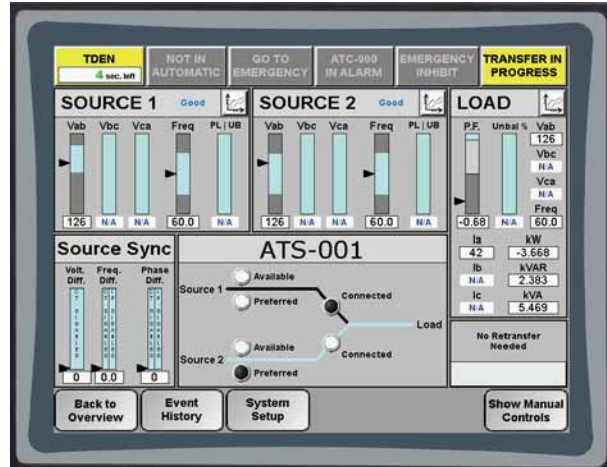 TDEN
4 sec. left
NOT IN
AUTOMATIC
GO TO
EMERGENCY
ATC-900
IN ALARM
EMERGENCY
INHIBIT
TRANSFER IN
PROGRESS
SOURCE 1 Good
Vab Vbc Vca Freq PL | UB
126 N/A N/A 60.0 N/A
SOURCE 2 Good
Vab Vbc Vca Freq PL | UB
126 N/A N/A 60.0 N/A
LOAD
P.F. Unbal % Vab
126
Vbc
N/A
Vca
N/A
Freq
-0.68 N/A 60.0
Ia kW
42 -3.668
Ib kVAR
N/A 2.383
Ic kVA
N/A 5.469
No Retransfer
Needed
Source Sync
Volt. Diff.
Freq. Diff.
Phase Diff.
CT DISABLED
CT DISABLED
0 0.0 0
ATS-001
Source 1
Available
Preferred
Connected
Load
Source 2
Available
Preferred
Connected
Back to
Overview
Event
History
System
Setup
Show Manual
Controls